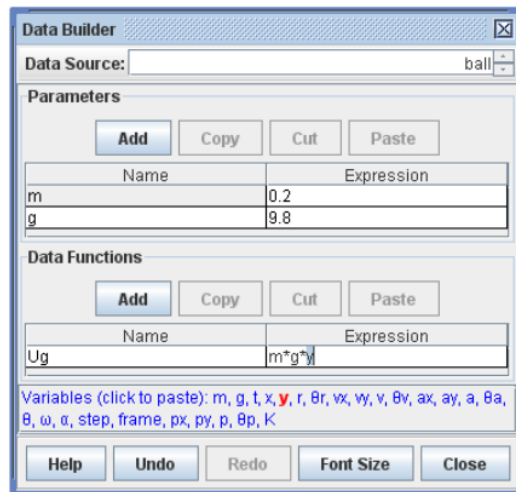 Data Builder
Data Source: ball
Parameters
Add Copy Cut Paste
Name Expression
m 0.2
g 9.8
Data Functions
Add Copy Cut Paste
Name Expression
Ug m*g*y
Variables (click to paste): m, g, t, x, y, r, θr, vx, vy, v, θv, ax, ay, a, θa,
θ, ω, α, step, frame, px, py, p, θp, K
Help Undo Redo Font Size Close